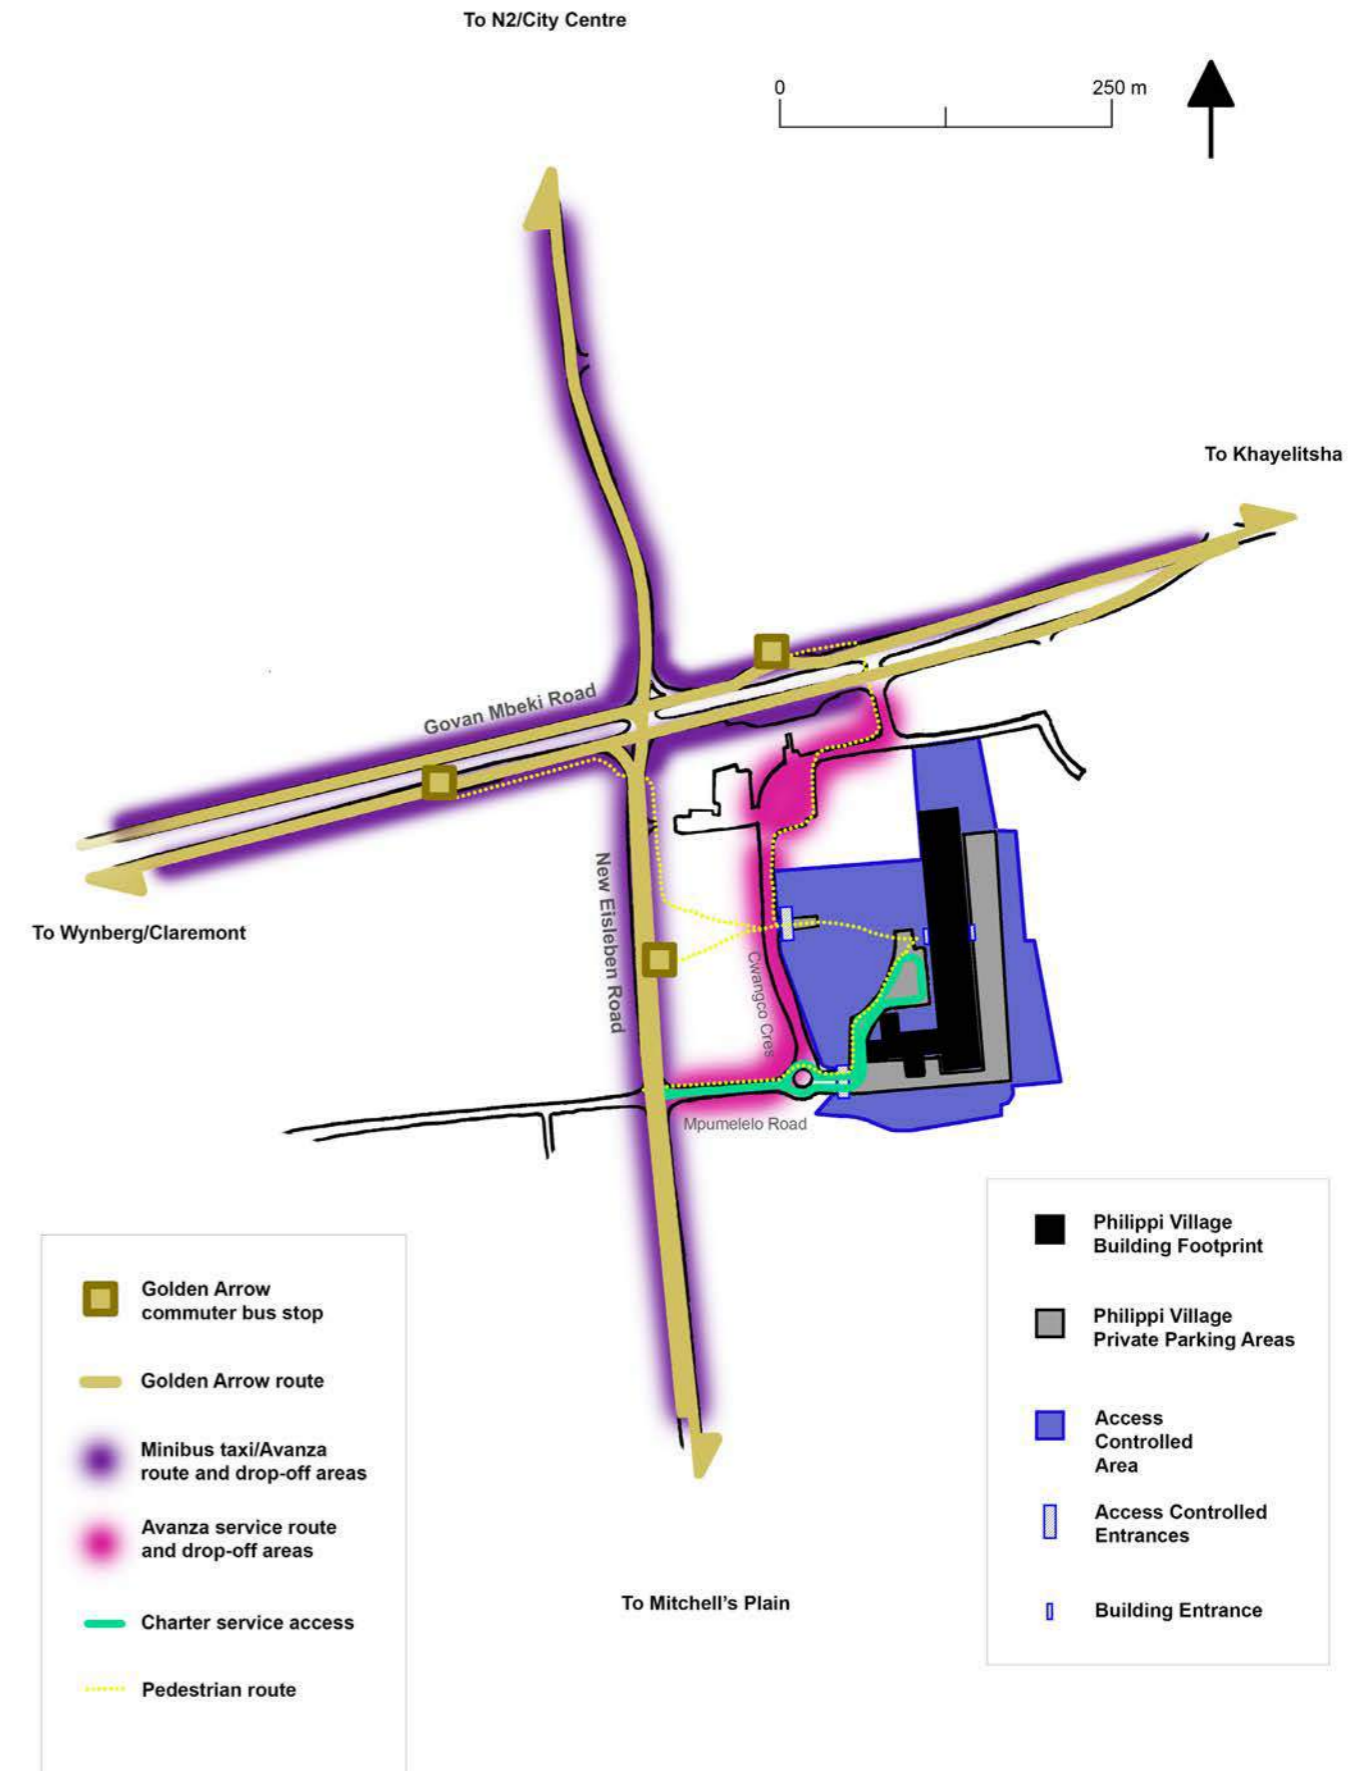 To N2/City Centre
0
250 m
To Khayelitsha
Govan Mbeki Road
To Wynberg/Claremont
New Eisleben Road
Cwangco Cres
Mpumelelo Road
Golden Arrow
commuter bus stop
Golden Arrow route
Minibus taxi/Avanza
route and drop-off areas
Avanza service route
and drop-off areas
Charter service access
Pedestrian route
To Mitchell's Plain
Philippi Village
Building Footprint
Philippi Village
Private Parking Areas
Access
Controlled
Area
Access Controlled
Entrances
Building Entrance